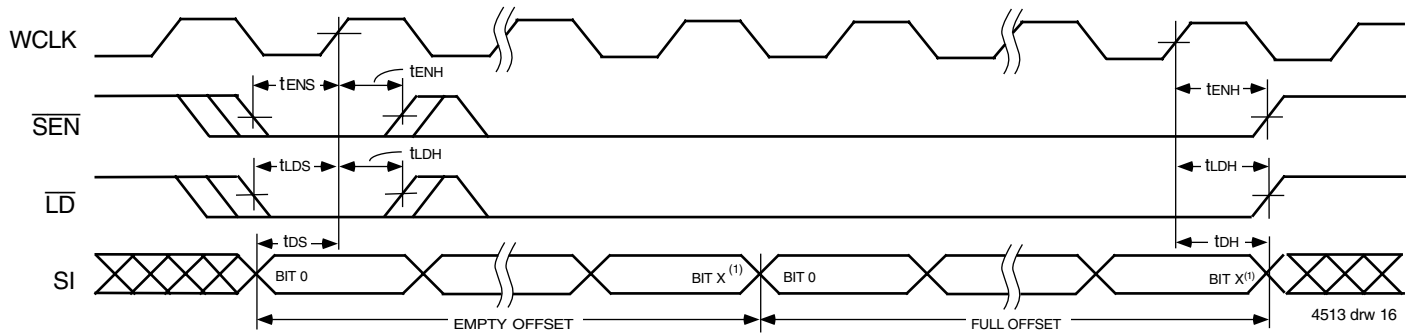 WCLK
tENS
tENH
tENH
SEN
tLDS
tLDH
tLDH
LD
tDS
tDH
SI
BIT 0
BIT X (1)
BIT 0
BIT X(1)
EMPTY OFFSET
FULL OFFSET
4513 drw 16